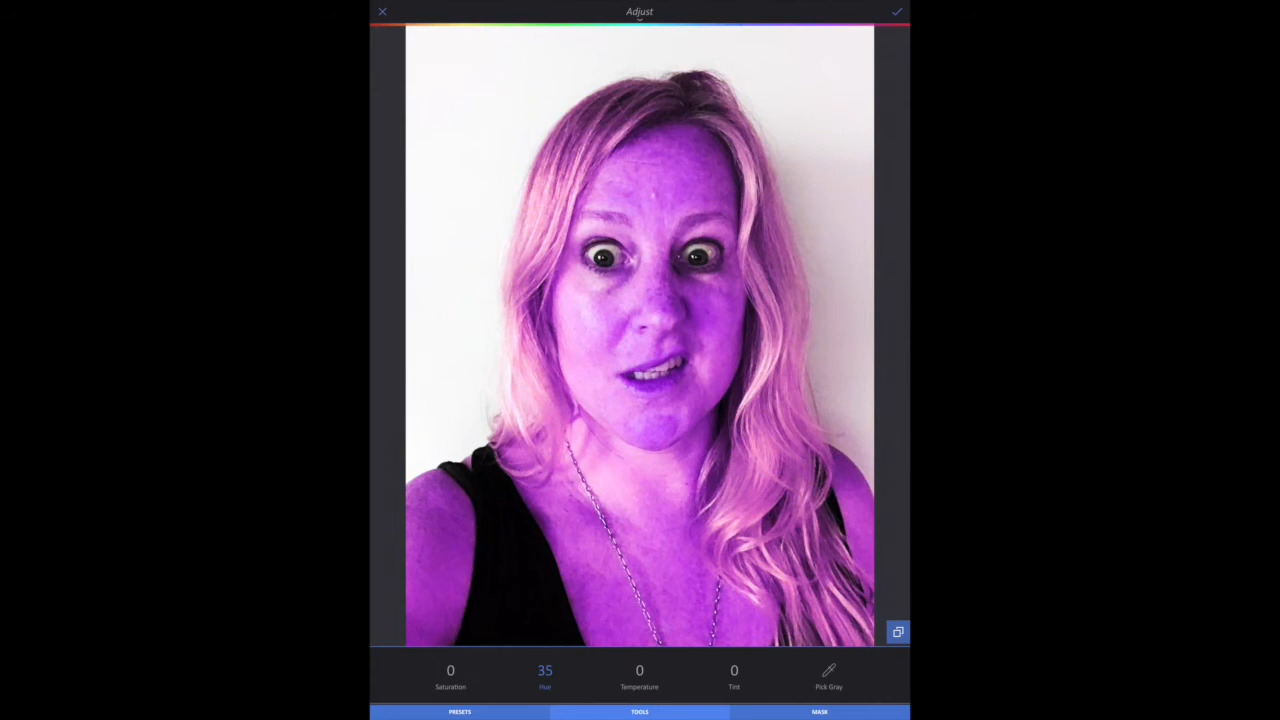 Adjust
0 35 0 0
Saturation Hue Temperature Tint Pick Gray
PRESETS TOOLS MASK